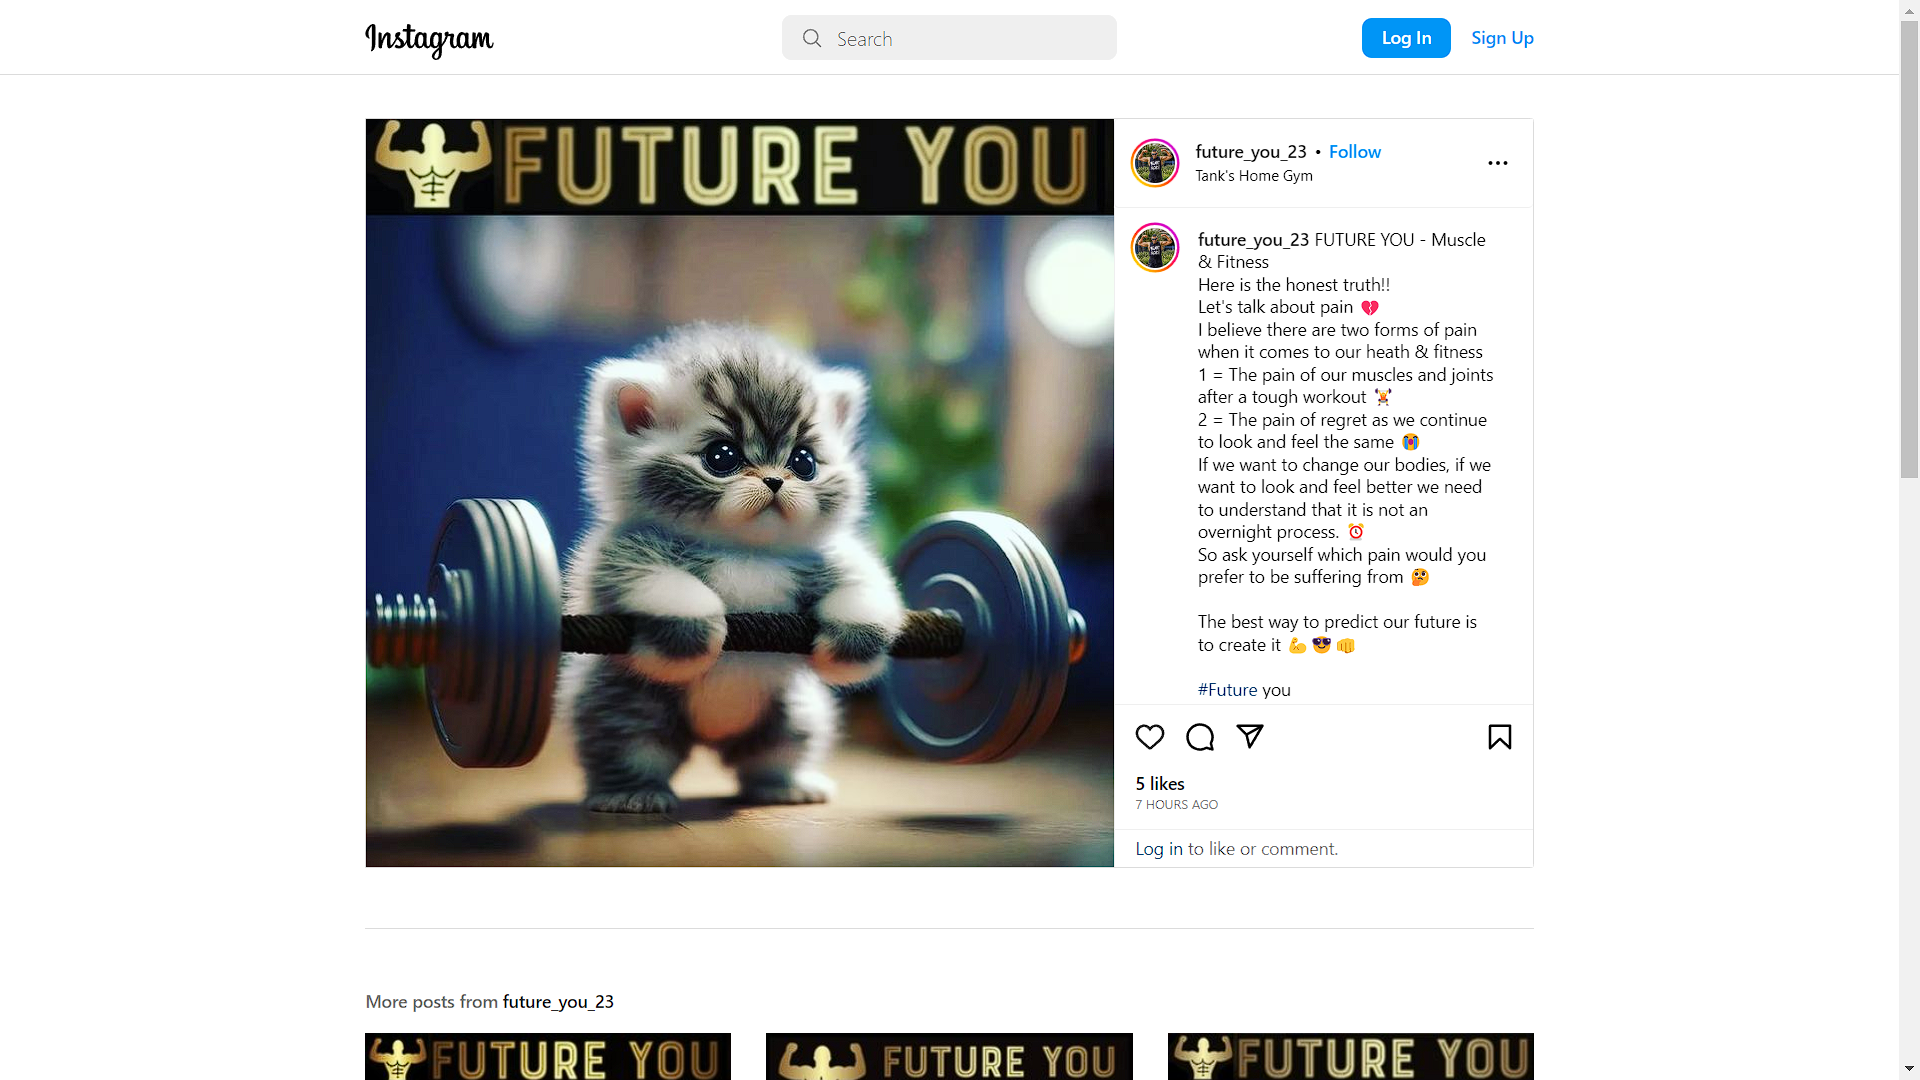 Instagram
Search
Log In
Sign Up
FUTURE YOU
future_you_23 • Follow
Tank's Home Gym
future_you_23 FUTURE YOU - Muscle
& Fitness
Here is the honest truth!!
Let's talk about pain 💔
I believe there are two forms of pain
when it comes to our heath & fitness
1 = The pain of our muscles and joints
after a tough workout 🏋️
2 = The pain of regret as we continue
to look and feel the same 😭
If we want to change our bodies, if we
want to look and feel better we need
to understand that it is not an
overnight process. ⏰
So ask yourself which pain would you
prefer to be suffering from 🤔
The best way to predict our future is
to create it 💪😎👊
#Future you
5 likes
7 HOURS AGO
Log in to like or comment.
More posts from future_you_23
FUTURE YOU
FUTURE YOU
FUTURE YOU